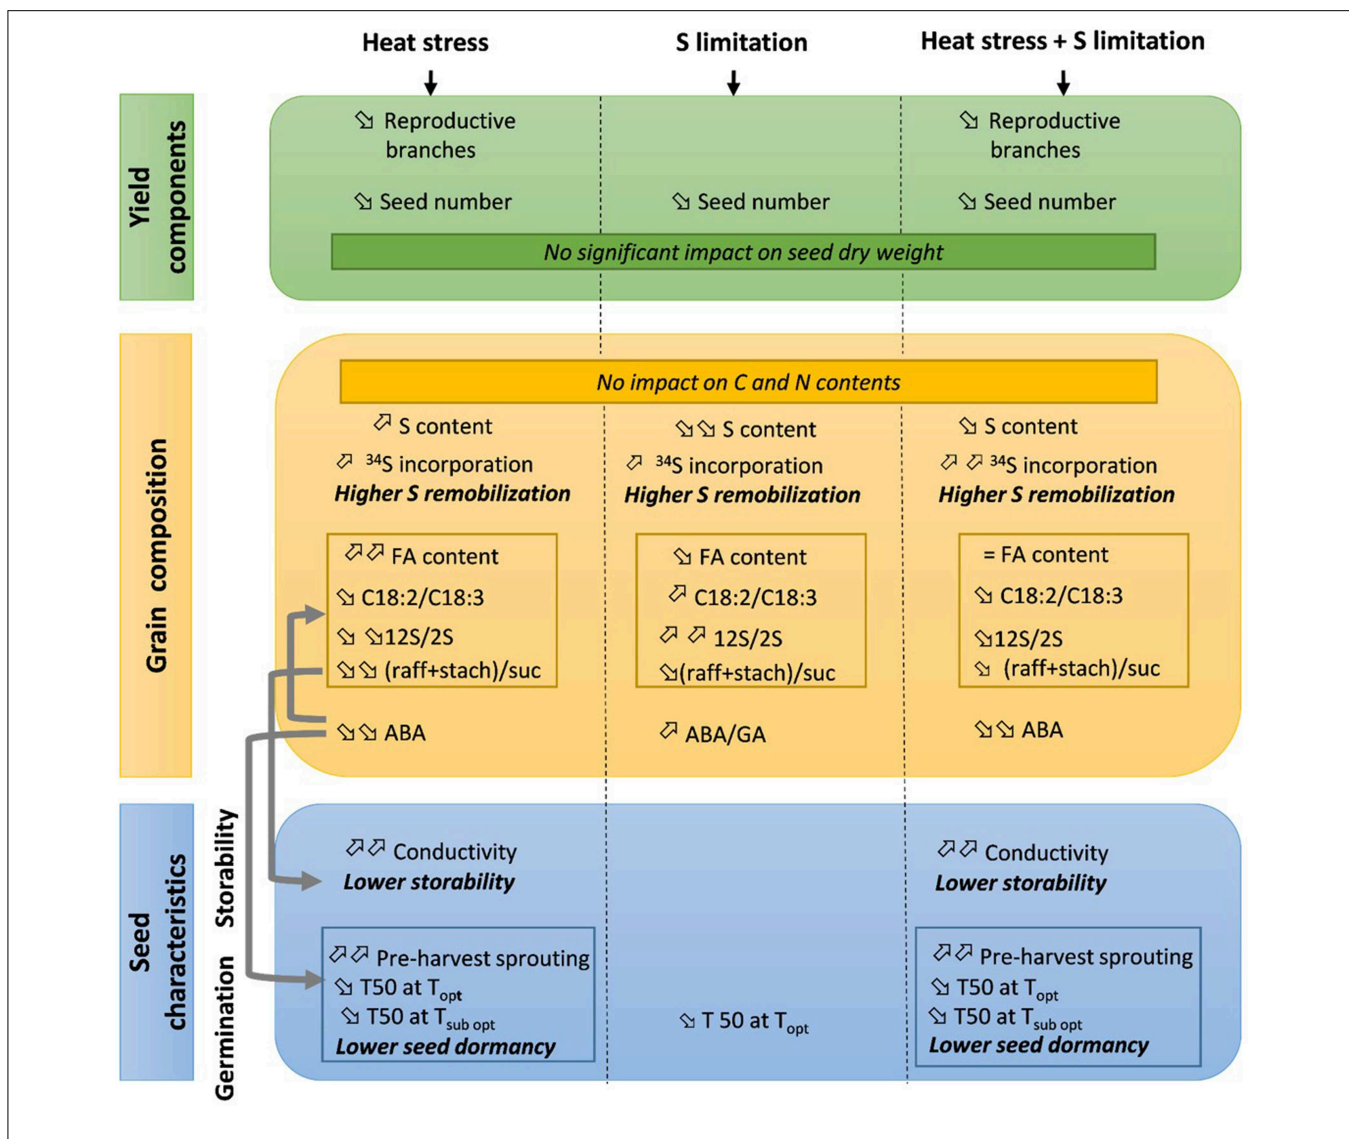 Heat stress
S limitation
Heat stress + S limitation
Yield
components
⇘ Reproductive
branches
⇘ Seed number
⇘ Seed number
⇘ Reproductive
branches
⇘ Seed number
No significant impact on seed dry weight
Grain composition
No impact on C and N contents
⇗ S content
⇗ ³⁴S incorporation
Higher S remobilization
⇗⇗ FA content
⇘ C18:2/C18:3
⇘ ⇘12S/2S
⇘⇘ (raff+stach)/suc
⇘⇘ ABA
⇘⇘ S content
⇗ ³⁴S incorporation
Higher S remobilization
⇘ FA content
⇗ C18:2/C18:3
⇗ ⇗ 12S/2S
⇘(raff+stach)/suc
⇗ ABA/GA
⇘ S content
⇗ ⇗ ³⁴S incorporation
Higher S remobilization
= FA content
⇘ C18:2/C18:3
⇘12S/2S
⇘ (raff+stach)/suc
⇘⇘ ABA
Seed
characteristics
Germination Storability
⇗⇗ Conductivity
Lower storability
⇗⇗ Pre-harvest sprouting
⇘ T50 at Topt
⇘ T50 at Tsub opt
Lower seed dormancy
⇘ T 50 at Topt
⇗⇗ Conductivity
Lower storability
⇗⇗ Pre-harvest sprouting
⇘ T50 at Topt
⇘ T50 at Tsub opt
Lower seed dormancy